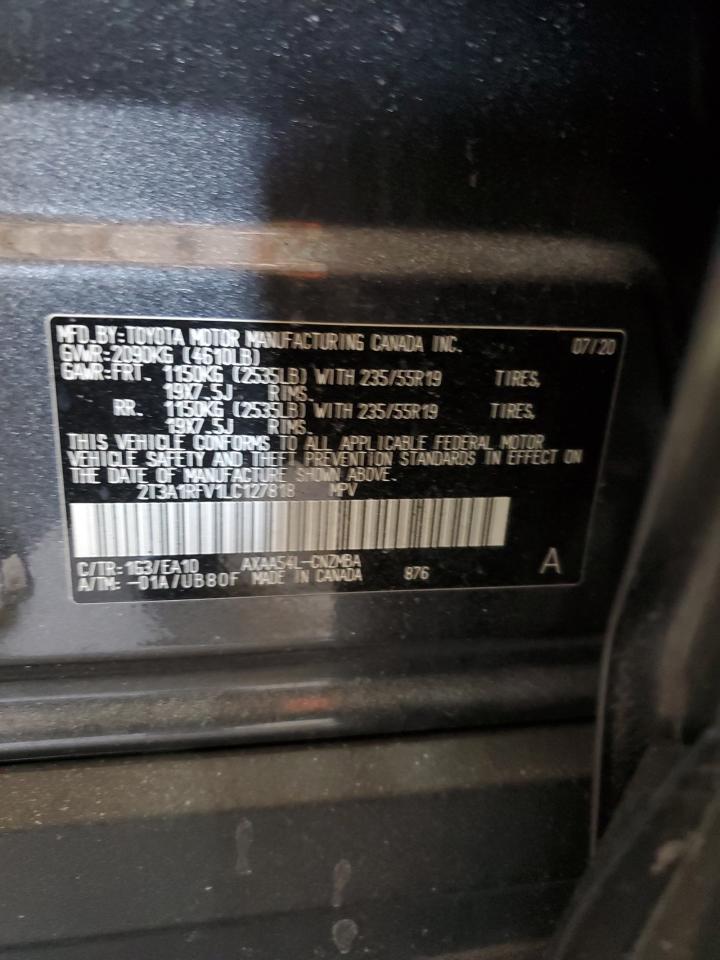 MFD.BY:TOYOTA MOTOR MANUFACTURING CANADA INC. 07/20
GVWR:2090KG (4610LB)
GAWR:FRT. 1150KG (2535LB) WITH 235/55R19 TIRES,
19X7.5J RIMS.
RR. 1150KG (2535LB) WITH 235/55R19 TIRES,
19X7.5J RIMS.
THIS VEHICLE CONFORMS TO ALL APPLICABLE FEDERAL MOTOR
VEHICLE SAFETY AND THEFT PREVENTION STANDARDS IN EFFECT ON
THE DATE OF MANUFACTURE SHOWN ABOVE.
2T3A1RFV1LC127818 MPV
C/TR:1G3/EA10 AXAA54L-CNZMBA
A/TM: -01A/UB80F MADE IN CANADA 876 A